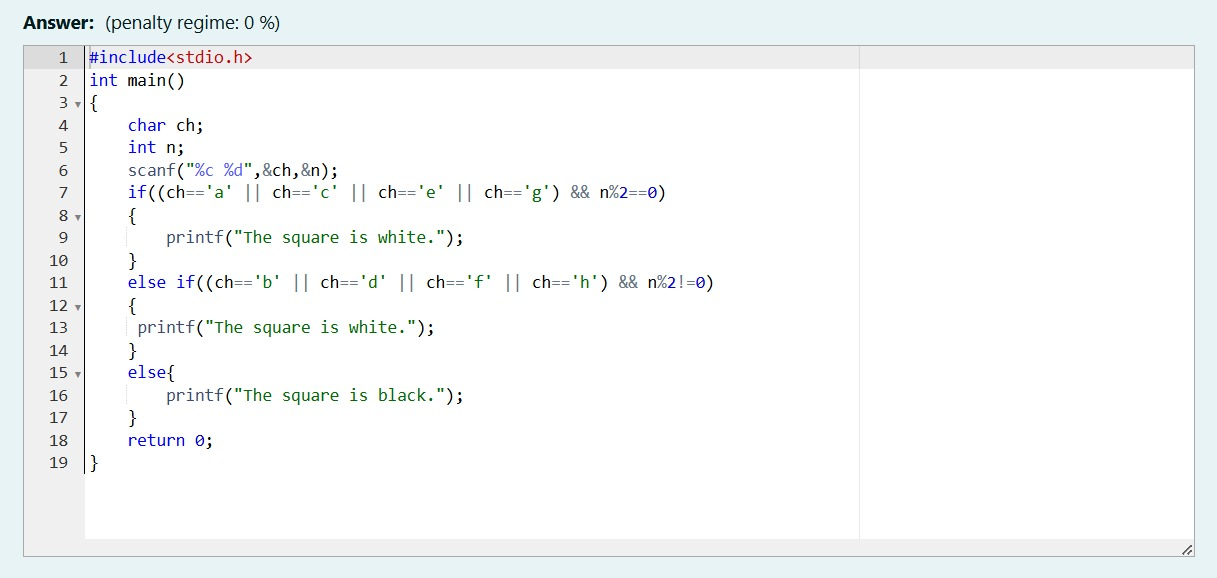 Answer: (penalty regime: 0 %)
1 #include<stdio.h>
2 int main()
3 {
4     char ch;
5     int n;
6     scanf("%c %d",&ch,&n);
7     if((ch=='a' || ch=='c' || ch=='e' || ch=='g') && n%2==0)
8     {
9         printf("The square is white.");
10     }
11     else if((ch=='b' || ch=='d' || ch=='f' || ch=='h') && n%2!=0)
12     {
13      printf("The square is white.");
14     }
15     else{
16         printf("The square is black.");
17     }
18     return 0;
19 }